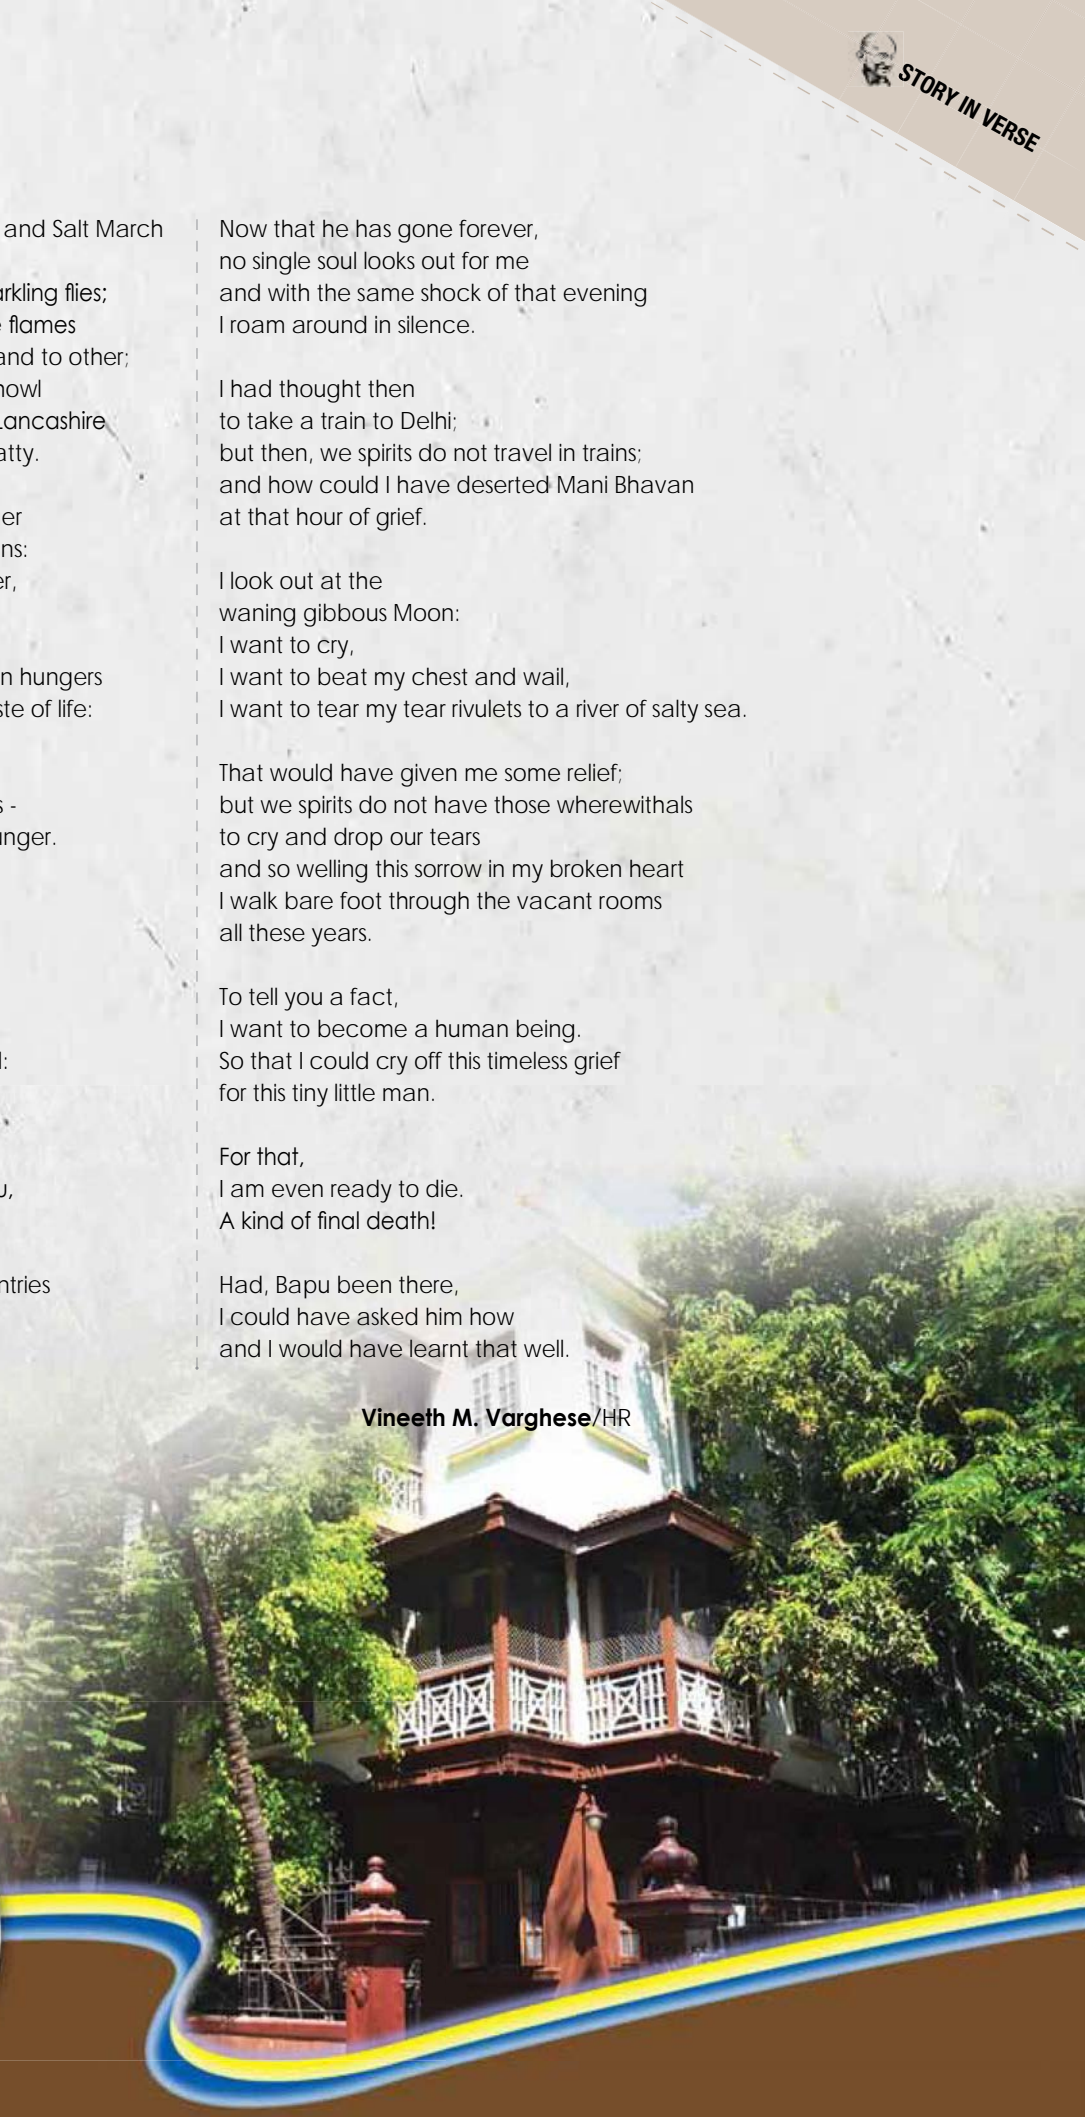 STORY IN VERSE
and Salt March
flies;
flames
and to other;
Lancashire
hungers
of life:
-
Now that he has gone forever,
no single soul looks out for me
and with the same shock of that evening
I roam around in silence.
I had thought then
to take a train to Delhi;
but then, we spirits do not travel in trains;
and how could I have deserted Mani Bhavan
at that hour of grief.
I look out at the
waning gibbous Moon:
I want to cry,
I want to beat my chest and wail,
I want to tear my tear rivulets to a river of salty sea.
That would have given me some relief;
but we spirits do not have those wherewithals
to cry and drop our tears
and so welling this sorrow in my broken heart
I walk bare foot through the vacant rooms
all these years.
To tell you a fact,
I want to become a human being.
So that I could cry off this timeless grief
for this tiny little man.
For that,
I am even ready to die.
A kind of final death!
Had, Bapu been there,
I could have asked him how
and I would have learnt that well.
Vineeth M. Varghese/HR